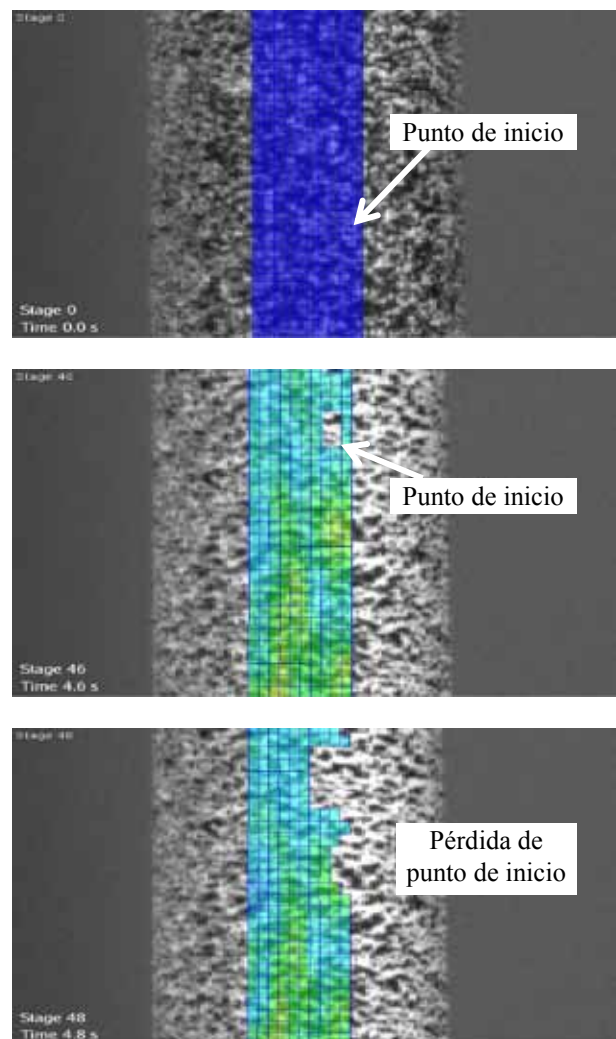 Stage 0
Punto de inicio
Stage 0
Time 0.0 s
Stage 46
Punto de inicio
Stage 46
Time 4.6 s
Stage 48
Pérdida de
punto de inicio
Stage 48
Time 4.8 s